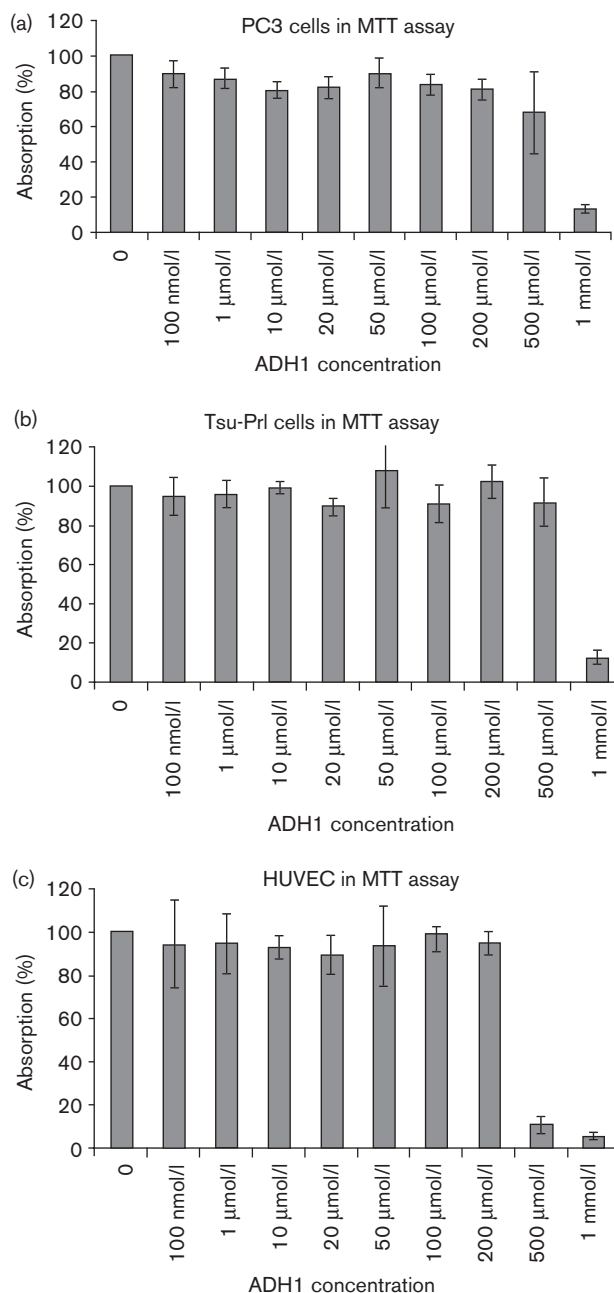 (a)
PC3 cells in MTT assay
Absorption (%)
120
100
80
60
40
20
0
0
100 nmol/l
1 μmol/l
10 μmol/l
20 μmol/l
50 μmol/l
100 μmol/l
200 μmol/l
500 μmol/l
1 mmol/l
ADH1 concentration
(b)
Tsu-Prl cells in MTT assay
Absorption (%)
120
100
80
60
40
20
0
0
100 nmol/l
1 μmol/l
10 μmol/l
20 μmol/l
50 μmol/l
100 μmol/l
200 μmol/l
500 μmol/l
1 mmol/l
ADH1 concentration
(c)
HUVEC in MTT assay
Absorption (%)
120
100
80
60
40
20
0
0
100 nmol/l
1 μmol/l
10 μmol/l
20 μmol/l
50 μmol/l
100 μmol/l
200 μmol/l
500 μmol/l
1 mmol/l
ADH1 concentration